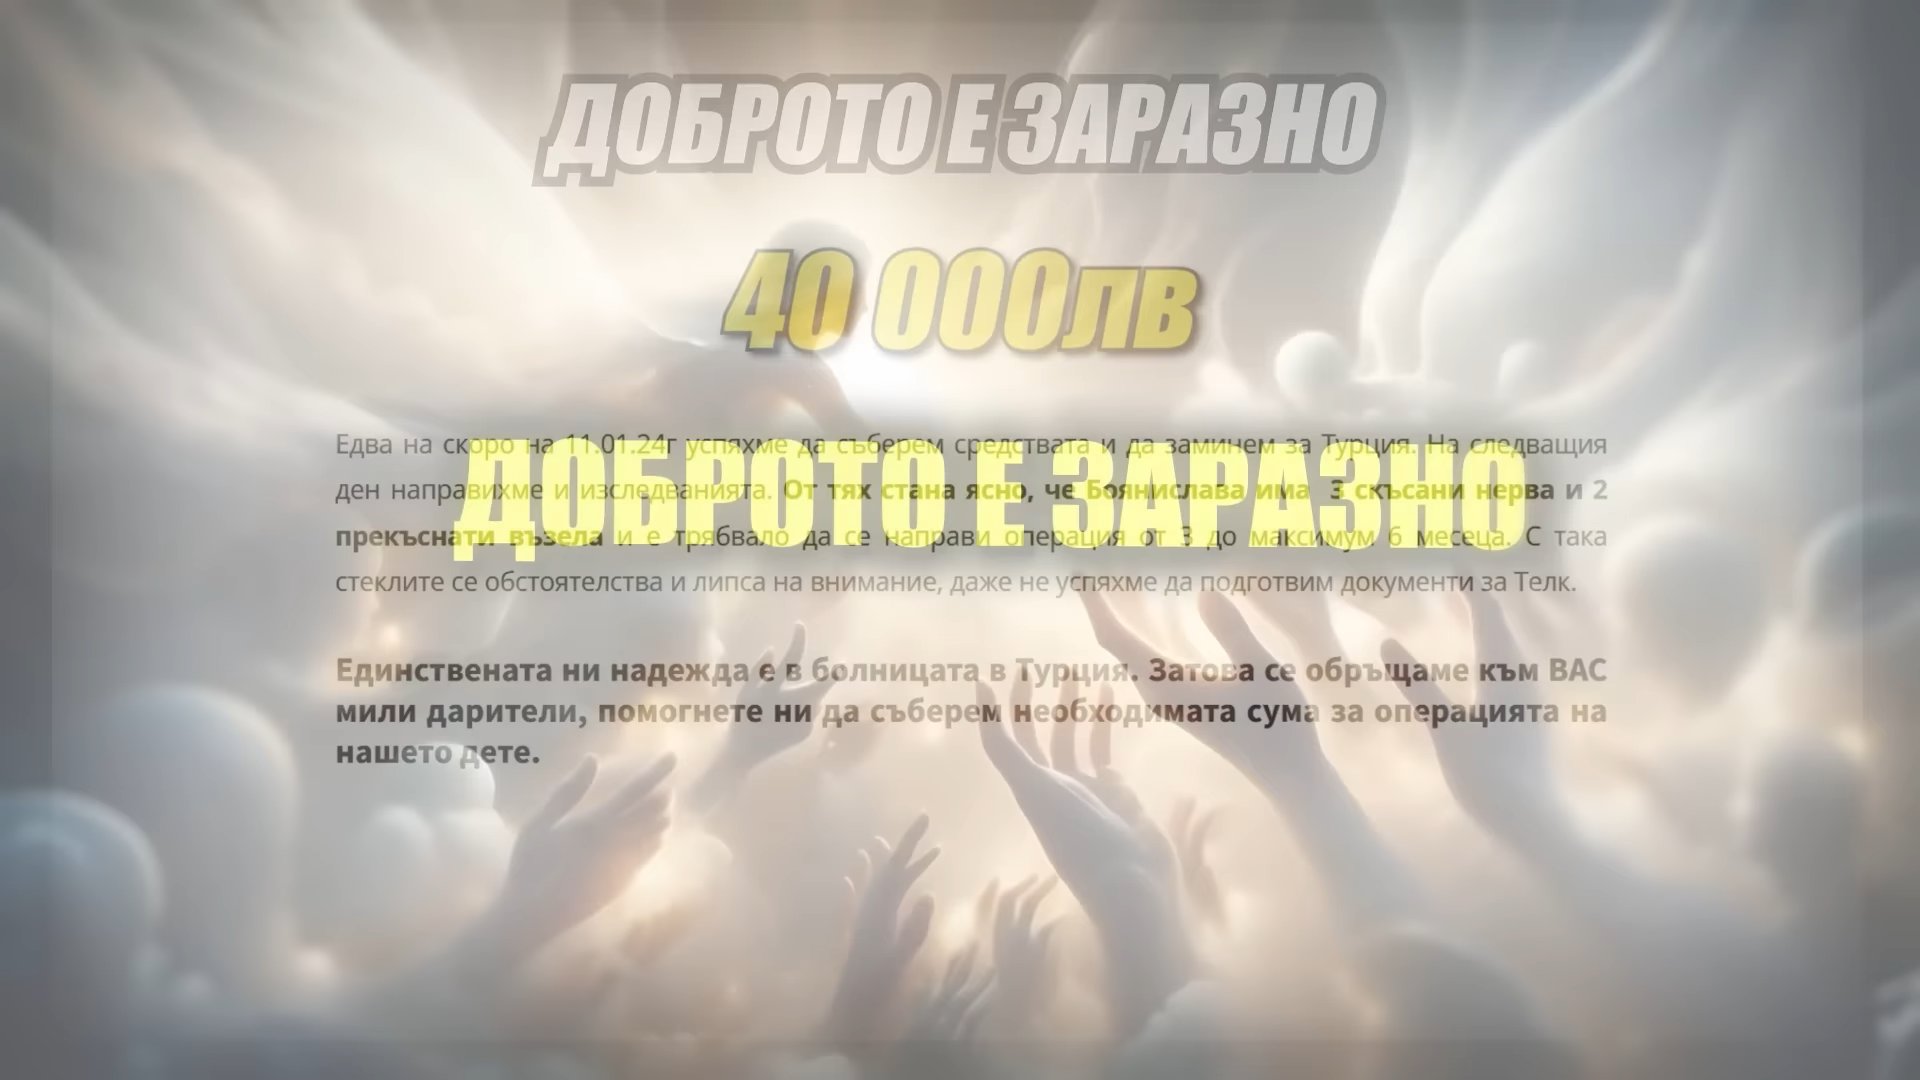 ДОБРОТО Е ЗАРАЗНО
40 000лв
Едва на скоро на 11.01.24г успяхме да съберем средствата и да заминем за Турция. На следващия
ДОБРОТО Е ЗАРАЗНО
ден направихме и изследванията. От тях стана ясно, че Боянислава има 3 скъсани нерва и 2
прекъснати възела и е трябвало да се направи операция от 3 до максимум 6 месеца. С така
стеклите се обстоятелства и липса на внимание, даже не успяхме да подготвим документи за Телк.
Единствената ни надежда е в болницата в Турция. Затова се обръщаме към ВАС
мили дарители, помогнете ни да съберем необходимата сума за операцията на
нашето дете.